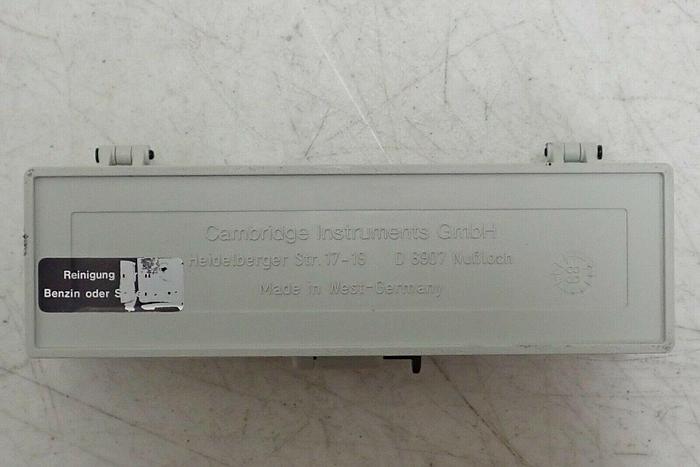 Cambridge Instruments GmbH
Heidelberger Str. 17-19 D 6907 Nußloch
Made in West-Germany
Reinigung
Benzin oder